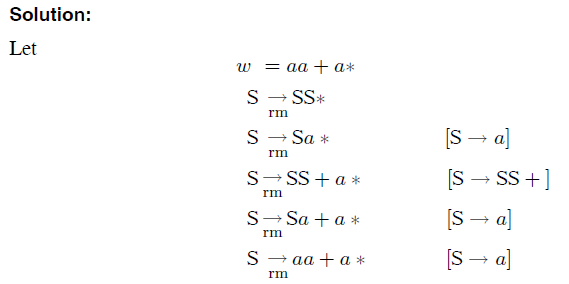 Solution:
Let
w = aa + a*
S → SS*
rm
S → Sa * [S → a]
rm
S → SS + a * [S → SS + ]
rm
S → Sa + a * [S → a]
rm
S → aa + a * [S → a]
rm